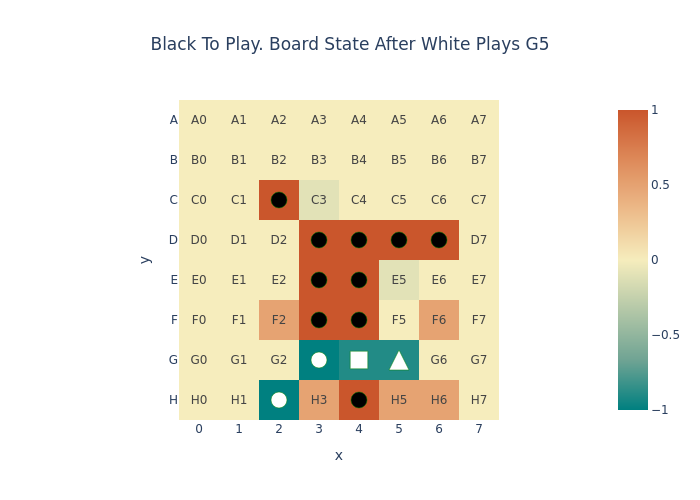 Black To Play. Board State After White Plays G5
A A0 A1 A2 A3 A4 A5 A6 A7
B B0 B1 B2 B3 B4 B5 B6 B7
C C0 C1 C3 C4 C5 C6 C7
D D0 D1 D2 D7
E E0 E1 E2 E5 E6 E7
F F0 F1 F2 F5 F6 F7
G G0 G1 G2 G6 G7
H H0 H1 H3 H5 H6 H7
0 1 2 3 4 5 6 7
x
y
1
0.5
0
−0.5
−1